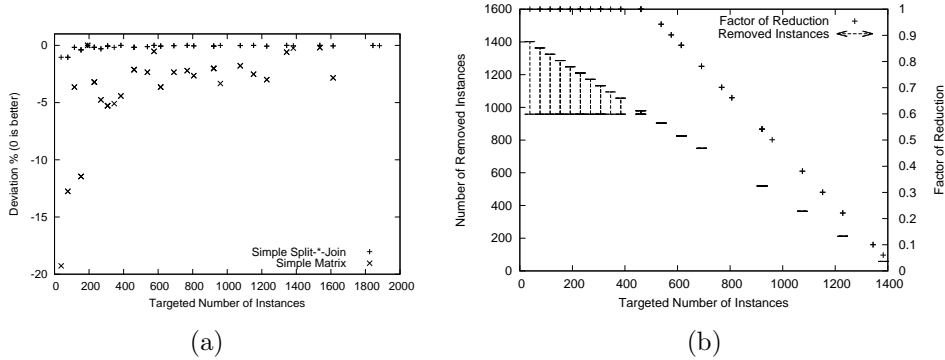 0
-5
-10
-15
-20
Deviation % (0 is better)
0 200 400 600 800 1000 1200 1400 1600 1800 2000
Targeted Number of Instances
Simple Split-*-Join
Simple Matrix
(a)
1600
1400
1200
1000
800
600
400
200
0
Number of Removed Instances
0 200 400 600 800 1000 1200 1400
Targeted Number of Instances
Factor of Reduction
Removed Instances
1
0.9
0.8
0.7
0.6
0.5
0.4
0.3
0.2
0.1
0
Factor of Reduction
(b)